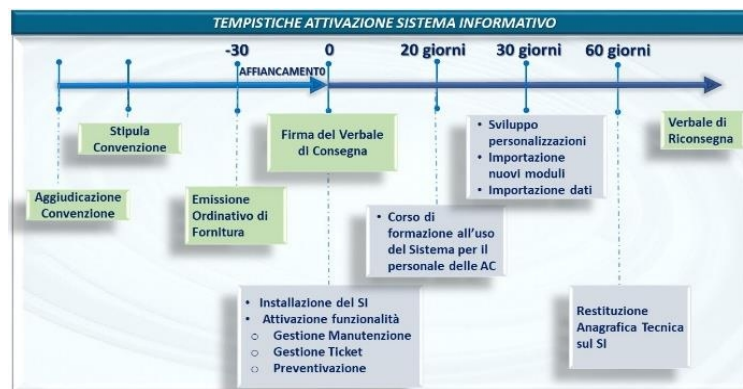 TEMPISTICHE ATTIVAZIONE SISTEMA INFORMATIVO
-30
0
20 giorni
30 giorni
60 giorni
AFFIANCAMENTO
Stipula
Convenzione
Aggiudicazione
Convenzione
Emissione
Ordinativo di
Fornitura
Firma del Verbale
di Consegna
• Installazione del SI
• Attivazione funzionalità
o Gestione Manutenzione
o Gestione Ticket
o Preventivazione
• Corso di
formazione all'uso
del Sistema per il
personale delle AC
• Sviluppo
personalizzazioni
• Importazione
nuovi moduli
• Importazione dati
Restituzione
Anagrafica Tecnica
sul SI
Verbale di
Riconsegna